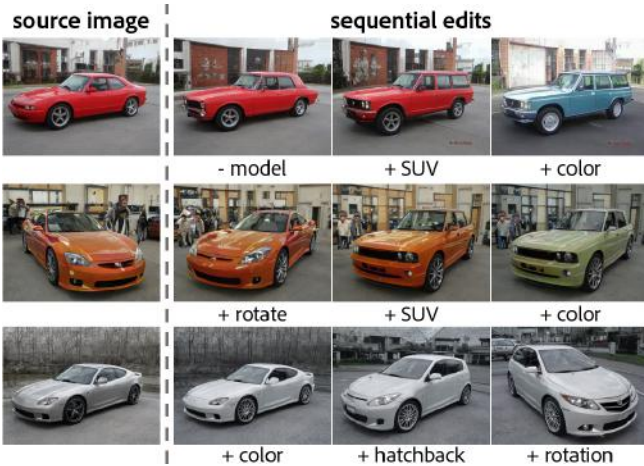 source image
sequential edits
- model
+ SUV
+ color
+ rotate
+ SUV
+ color
+ color
+ hatchback
+ rotation